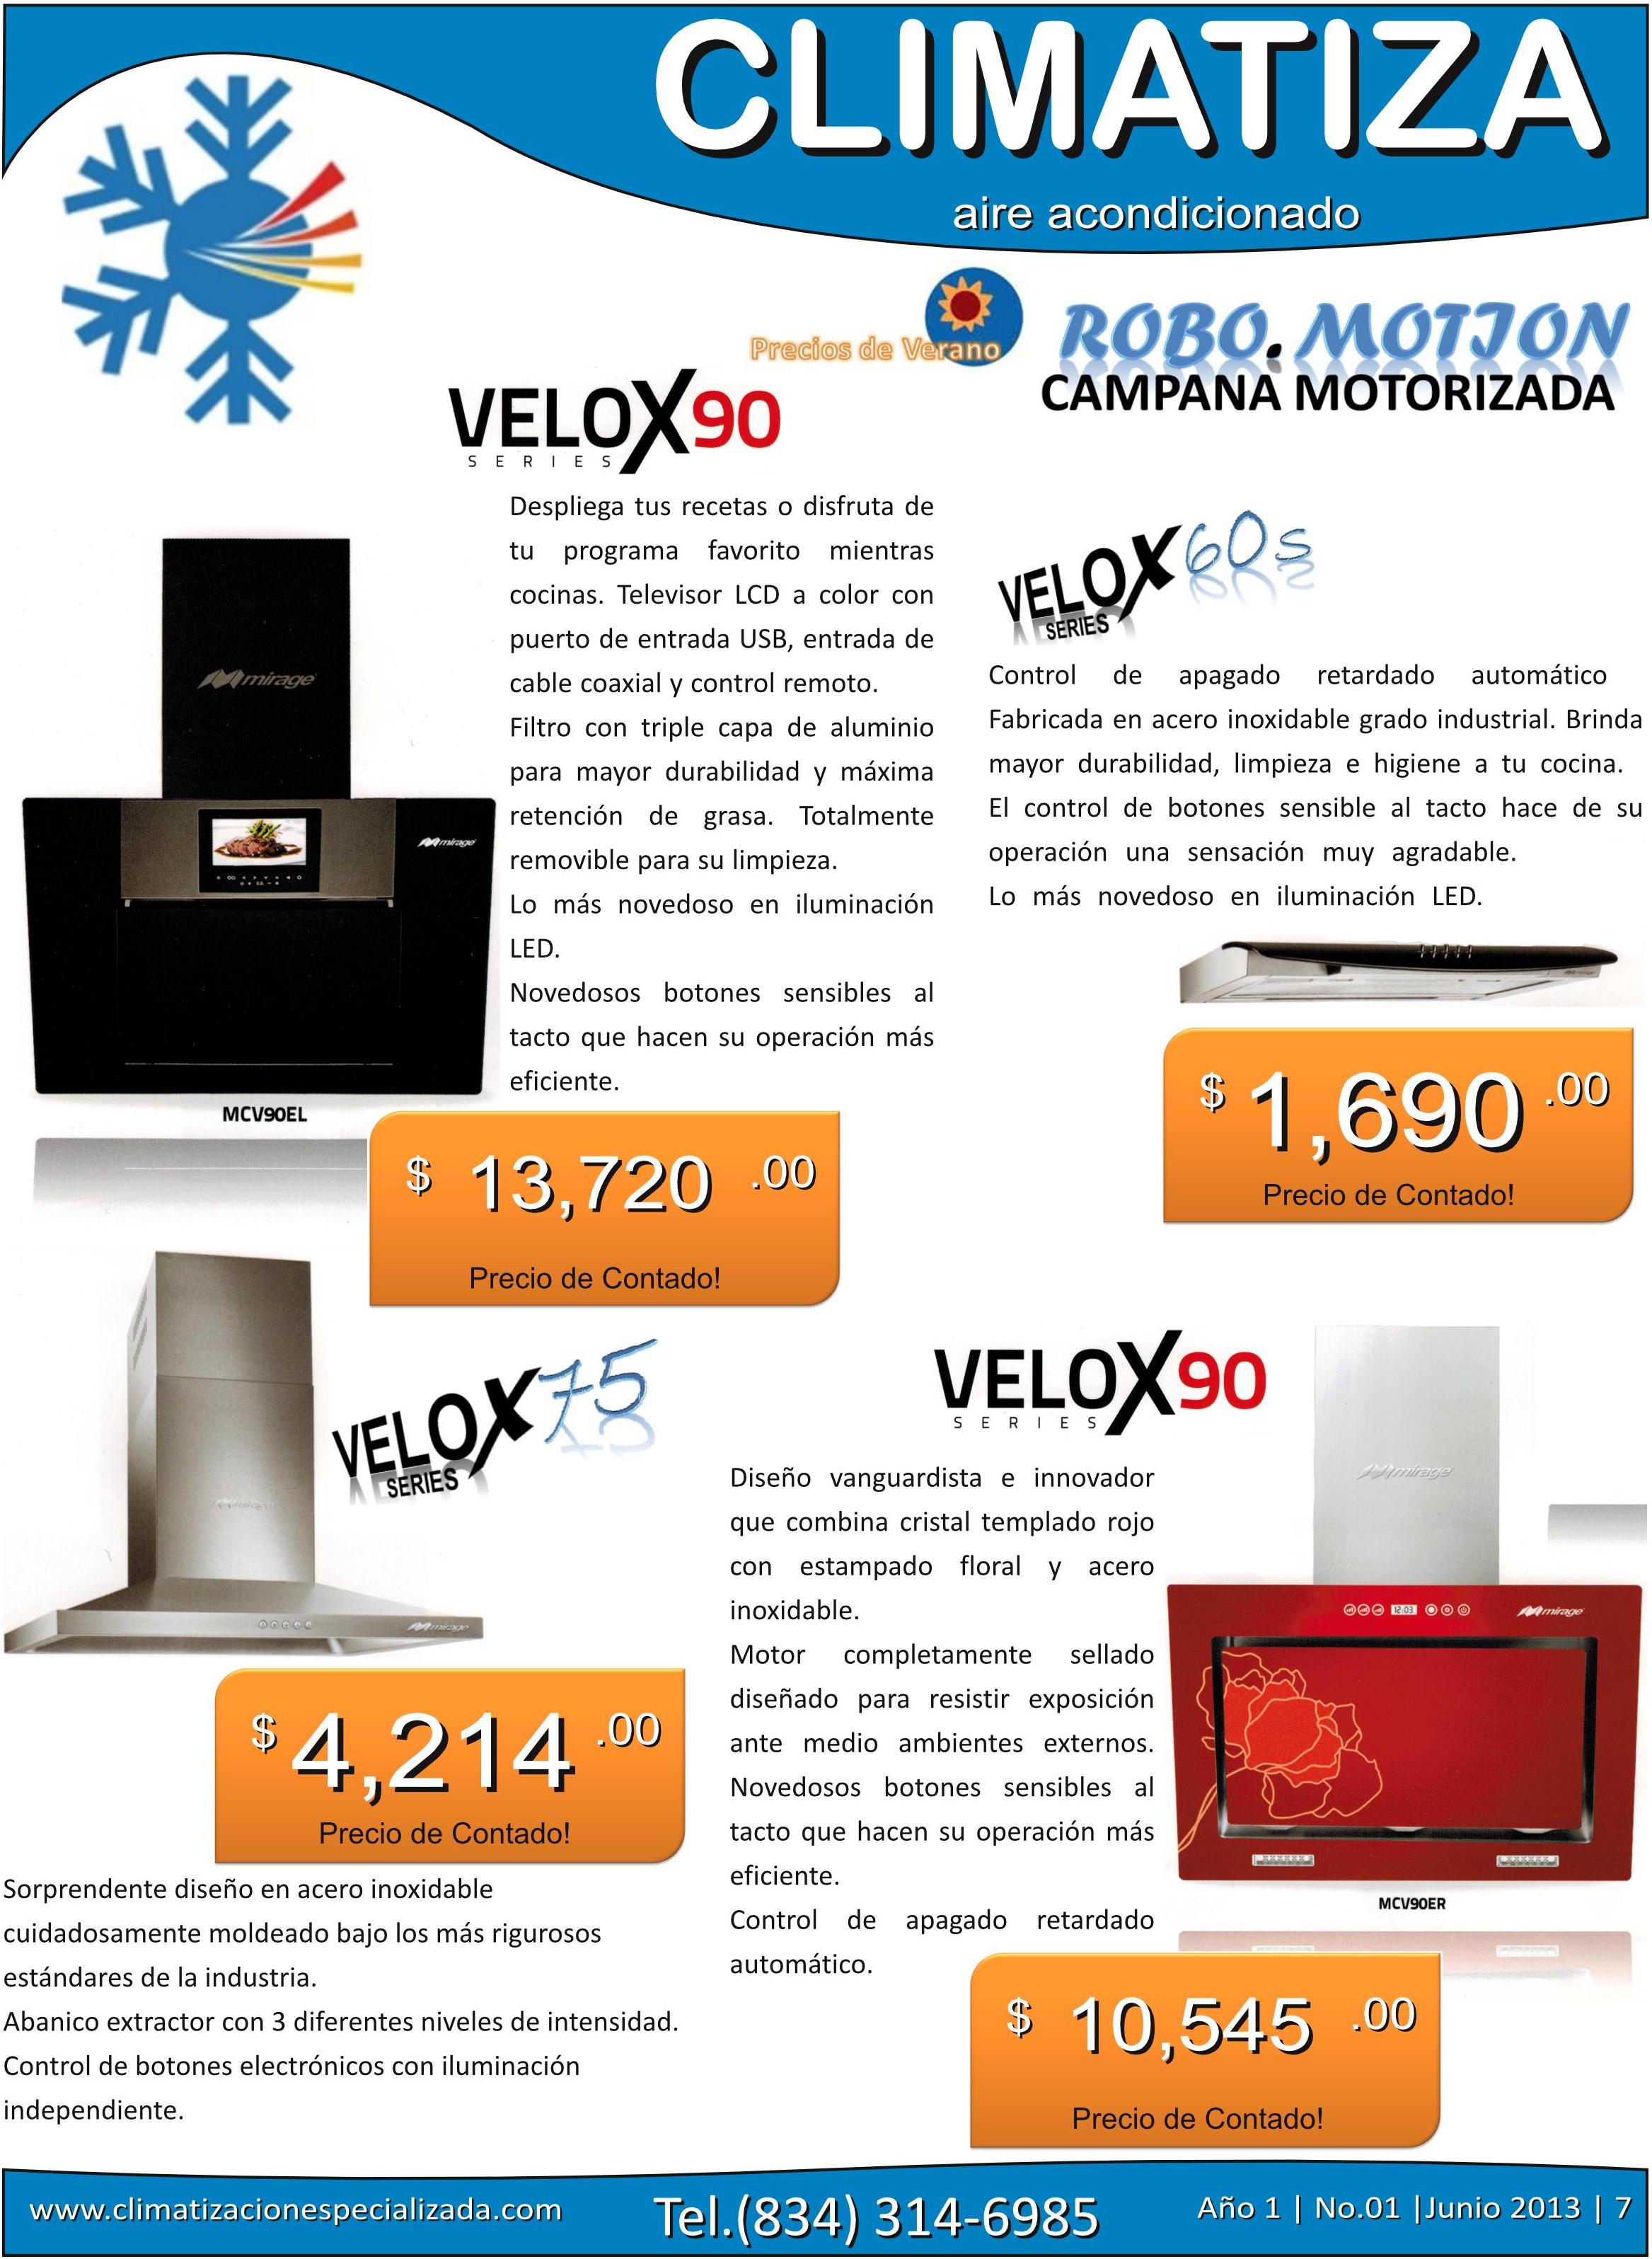 CLIMATIZA
aire acondicionado
Precios de Verano
ROBO.MOTION
CAMPANA MOTORIZADA
VELOX90
SERIES
Despliega tus recetas o disfruta de
tu programa favorito mientras
cocinas. Televisor LCD a color con
puerto de entrada USB, entrada de
cable coaxial y control remoto.
Filtro con triple capa de aluminio
para mayor durabilidad y máxima
retención de grasa. Totalmente
removible para su limpieza.
Lo más novedoso en iluminación
LED.
Novedosos botones sensibles al
tacto que hacen su operación más
eficiente.
mirage
mirage
MCV90EL
$ 13,720 .00
Precio de Contado!
VELOX60s
SERIES
Control de apagado retardado automático
Fabricada en acero inoxidable grado industrial. Brinda
mayor durabilidad, limpieza e higiene a tu cocina.
El control de botones sensible al tacto hace de su
operación una sensación muy agradable.
Lo más novedoso en iluminación LED.
mirage
$ 1,690 .00
Precio de Contado!
VELOX75
SERIES
mirage
mirage
$ 4,214 .00
Precio de Contado!
Sorprendente diseño en acero inoxidable
cuidadosamente moldeado bajo los más rigurosos
estándares de la industria.
Abanico extractor con 3 diferentes niveles de intensidad.
Control de botones electrónicos con iluminación
independiente.
VELOX90
SERIES
Diseño vanguardista e innovador
que combina cristal templado rojo
con estampado floral y acero
inoxidable.
Motor completamente sellado
diseñado para resistir exposición
ante medio ambientes externos.
Novedosos botones sensibles al
tacto que hacen su operación más
eficiente.
Control de apagado retardado
automático.
mirage
12:03
mirage
MCV90ER
$ 10,545 .00
Precio de Contado!
www.climatizacionespecializada.com
Tel.(834) 314-6985
Año 1 | No.01 |Junio 2013 | 7